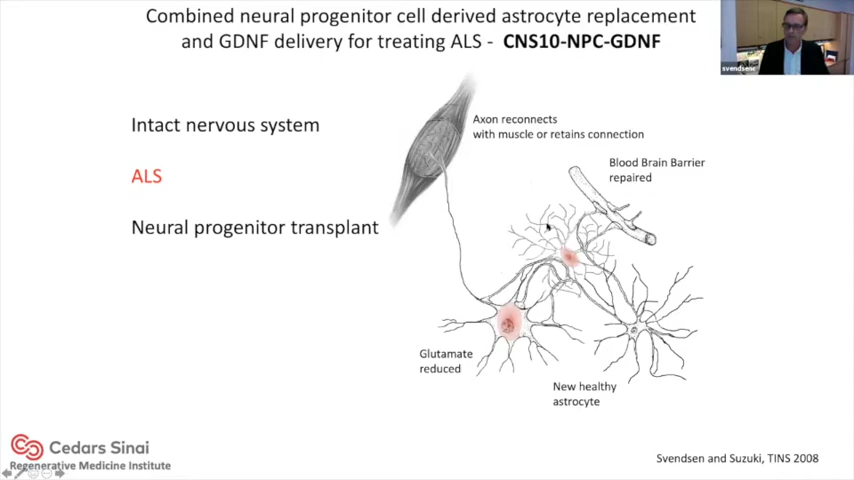 Combined neural progenitor cell derived astrocyte replacement
and GDNF delivery for treating ALS - CNS10-NPC-GDNF
svendsenc
Intact nervous system
ALS
Neural progenitor transplant
Axon reconnects
with muscle or retains connection
Blood Brain Barrier
repaired
Glutamate
reduced
New healthy
astrocyte
Cedars Sinai
Regenerative Medicine Institute
Svendsen and Suzuki, TINS 2008